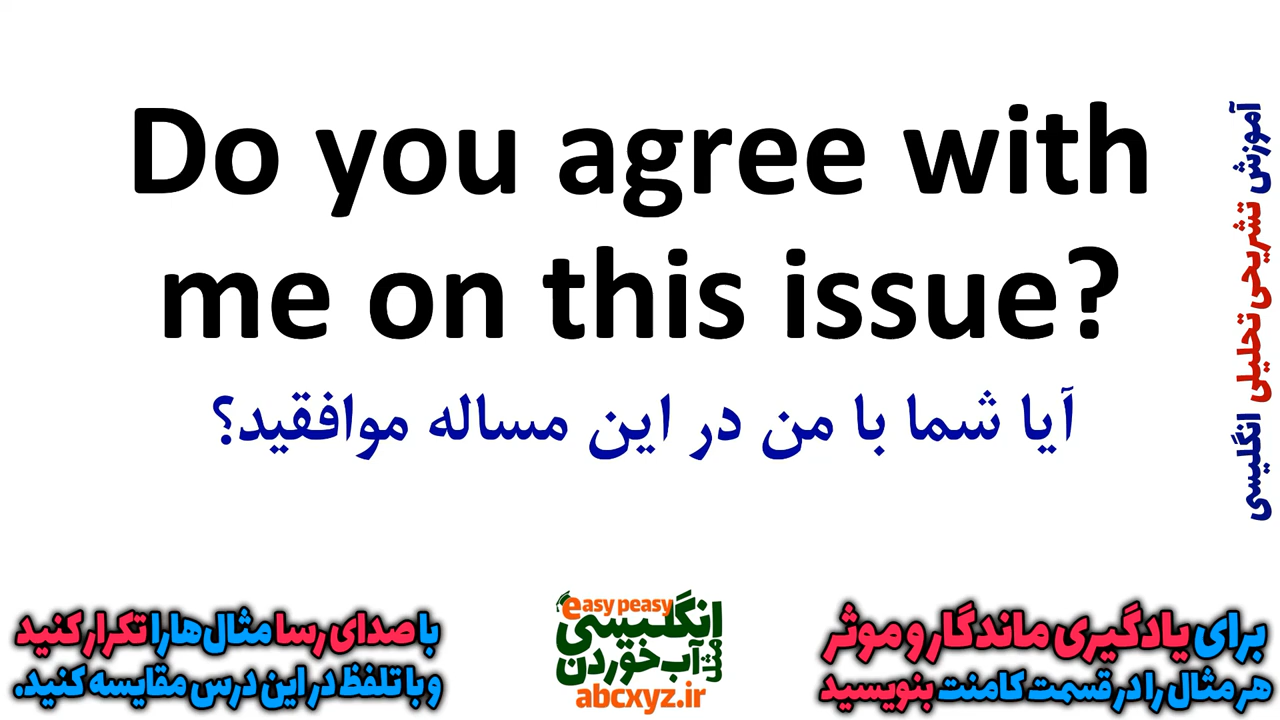 Do you agree with
me on this issue?
آیا شما با من در این مساله موافقید؟
آموزش تشریحی تحلیلی انگلیسی
برای یادگیری ماندگار و موثر
هر مثال را در قسمت کامنت بنویسید
easy peasy
انگلیسی
مثل آب خوردن
abcxyz.ir
با صدای رسا مثال‌ها را تکرار کنید
و با تلفظ در این درس مقایسه کنید.